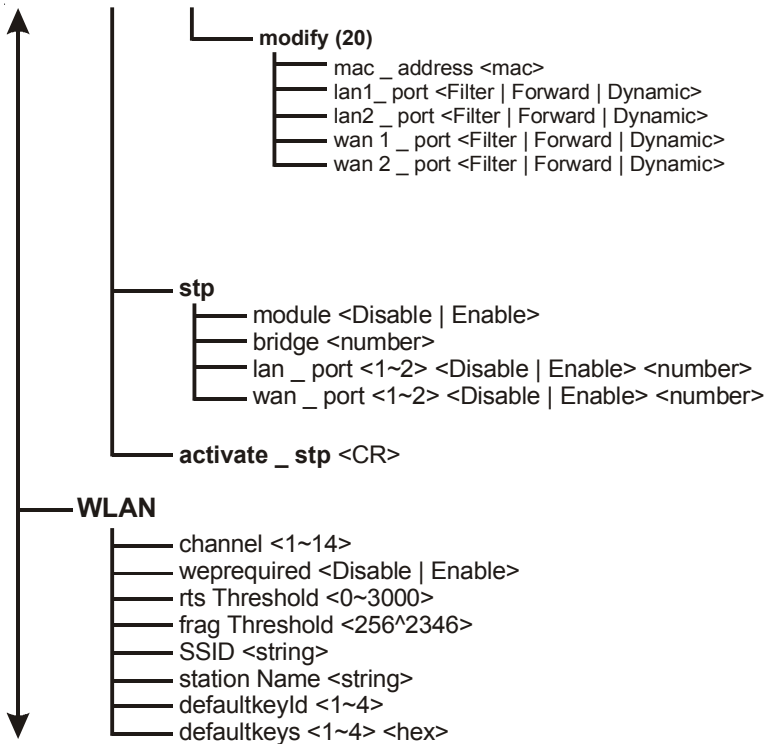 modify (20)
mac _ address <mac>
lan1_ port <Filter | Forward | Dynamic>
lan2 _ port <Filter | Forward | Dynamic>
wan 1 _ port <Filter | Forward | Dynamic>
wan 2 _ port <Filter | Forward | Dynamic>
stp
module <Disable | Enable>
bridge <number>
lan _ port <1~2> <Disable | Enable> <number>
wan _ port <1~2> <Disable | Enable> <number>
activate _ stp <CR>
WLAN
channel <1~14>
weprequired <Disable | Enable>
rts Threshold <0~3000>
frag Threshold <256^2346>
SSID <string>
station Name <string>
defaultkeyId <1~4>
defaultkeys <1~4> <hex>